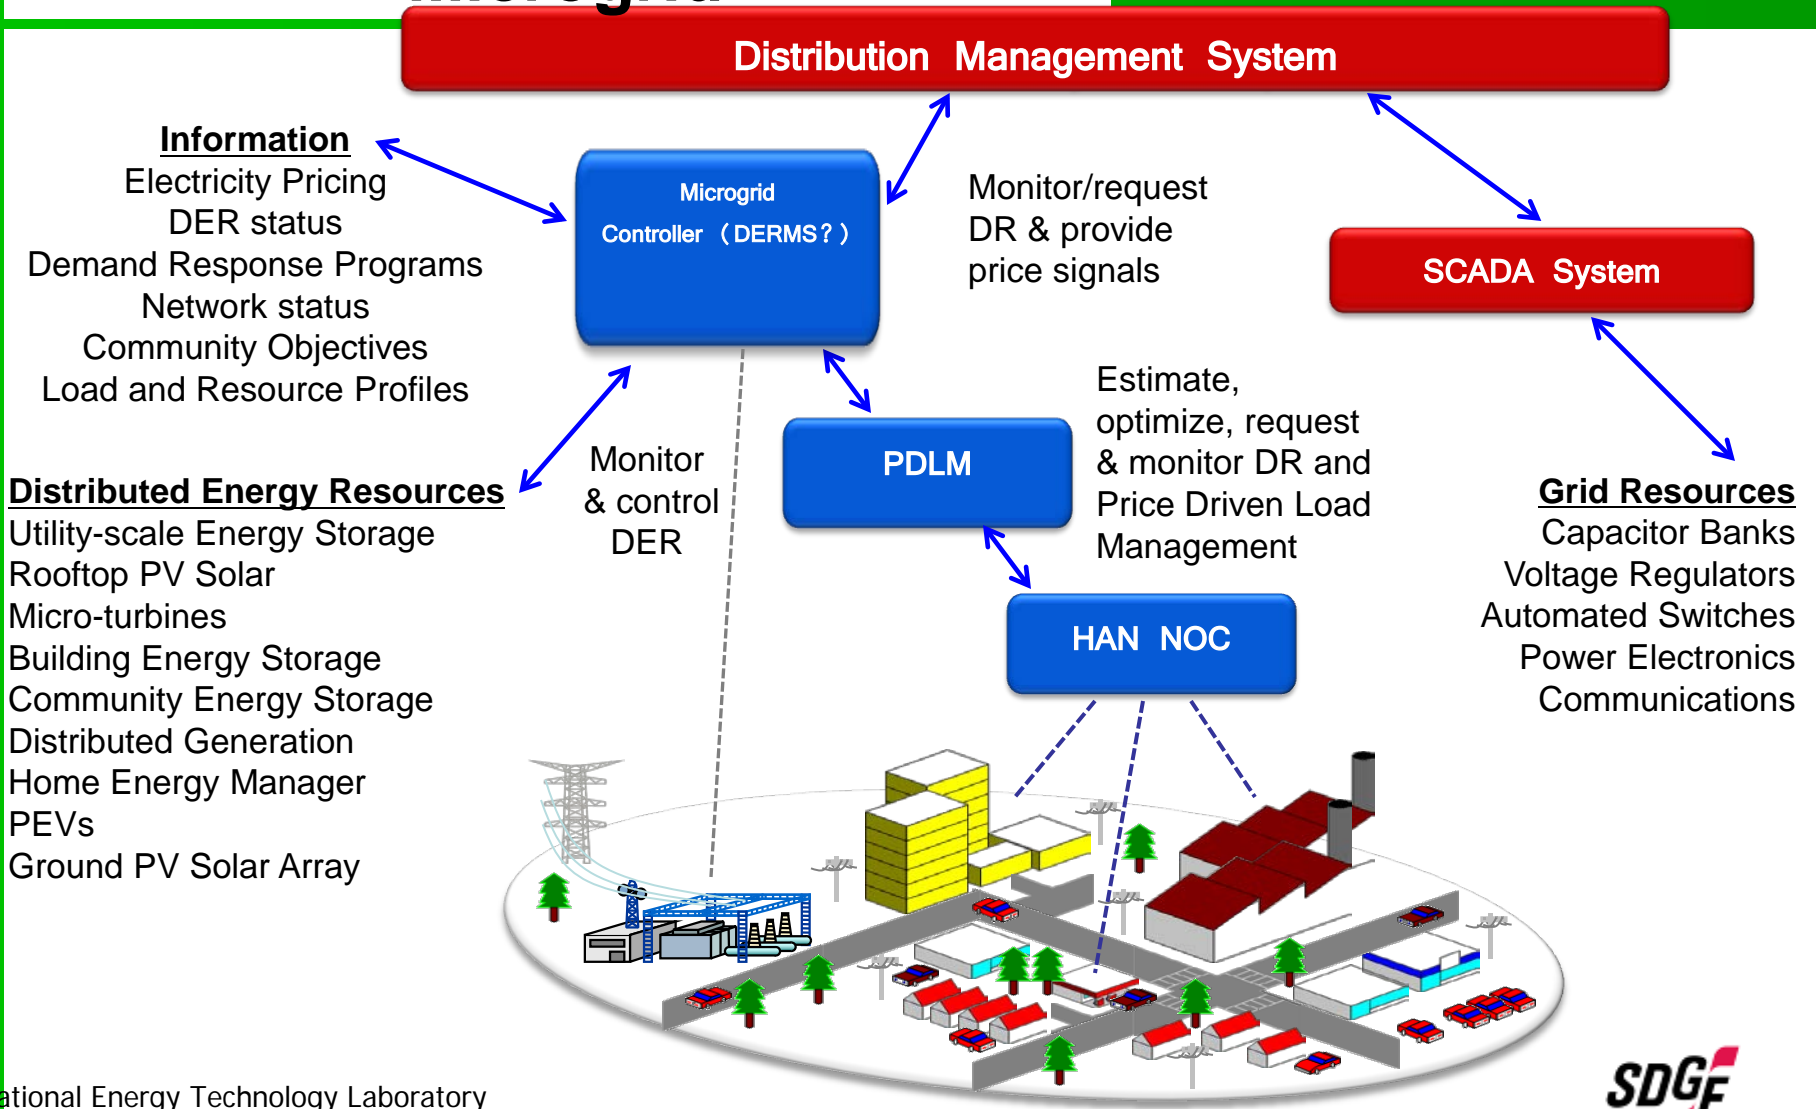 Microgrid
Distribution Management System
Information
Electricity Pricing
DER status
Demand Response Programs
Network status
Community Objectives
Load and Resource Profiles
Microgrid
Controller （DERMS？）
Monitor/request
DR & provide
price signals
SCADA System
Estimate,
optimize, request
& monitor DR and
Price Driven Load
Management
Monitor
& control
DER
PDLM
Distributed Energy Resources
Utility-scale Energy Storage
Rooftop PV Solar
Micro-turbines
Building Energy Storage
Community Energy Storage
Distributed Generation
Home Energy Manager
PEVs
Ground PV Solar Array
Grid Resources
Capacitor Banks
Voltage Regulators
Automated Switches
Power Electronics
Communications
HAN NOC
ational Energy Technology Laboratory
SDGE